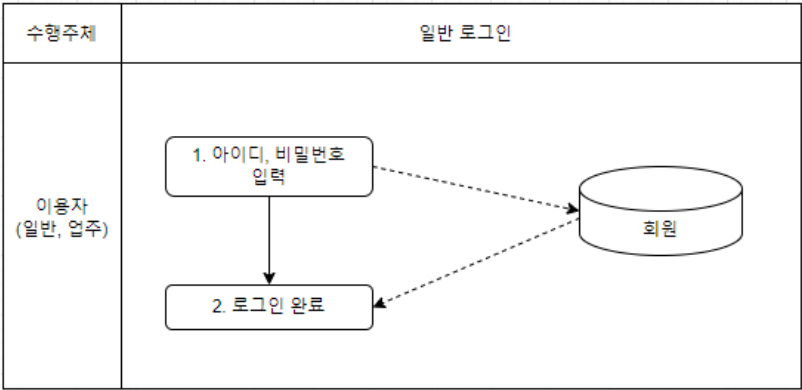 수행주체
일반 로그인
1. 아이디, 비밀번호
입력
이용자
(일반, 업주)
회원
2. 로그인 완료